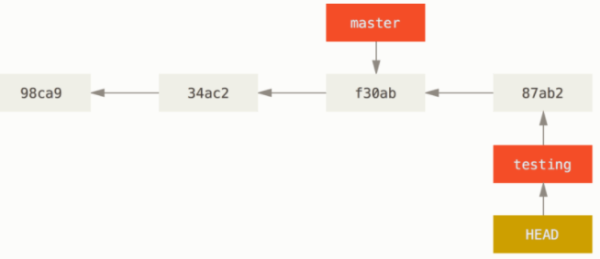 master
98ca9
34ac2
f30ab
87ab2
testing
HEAD